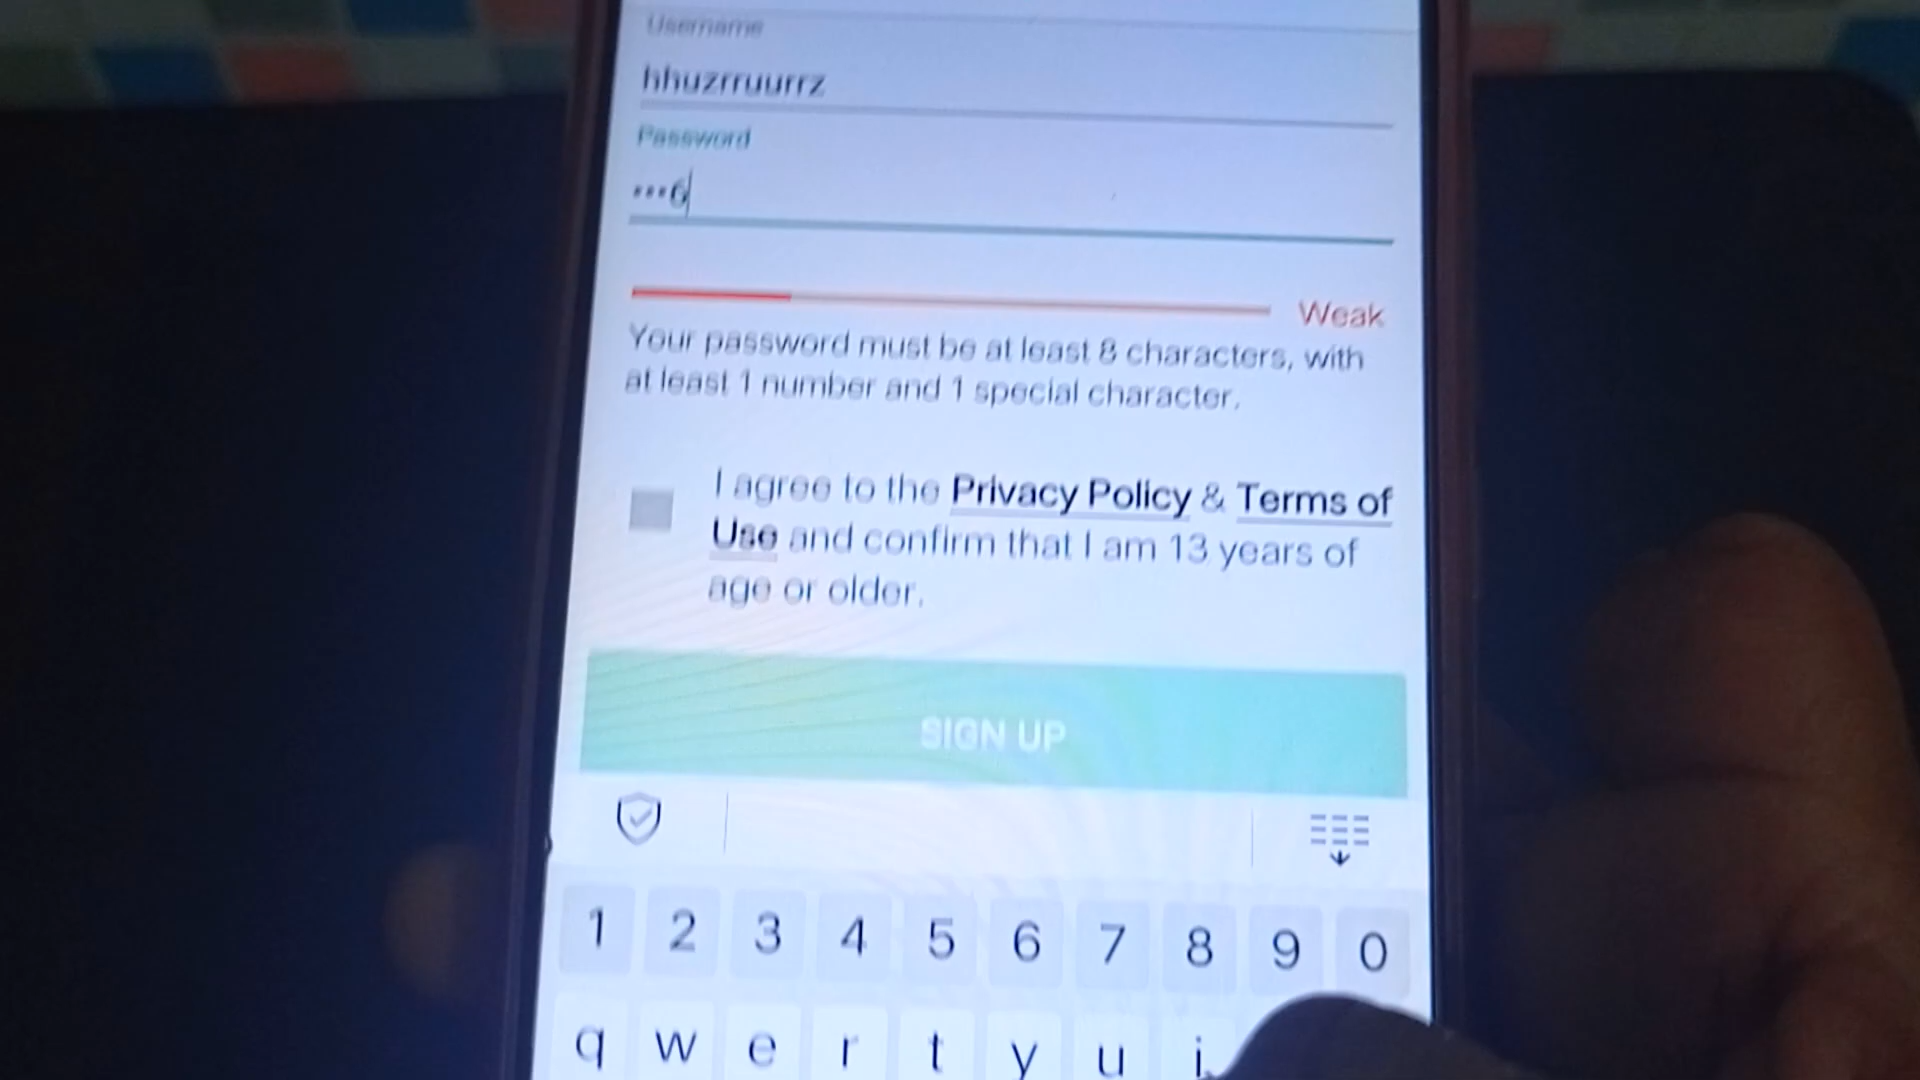 Username
hhuzrruurrz
Password
•••6
Weak
Your password must be at least 8 characters, with
at least 1 number and 1 special character.
I agree to the Privacy Policy & Terms of
Use and confirm that I am 13 years of
age or older.
SIGN UP
1 2 3 4 5 6 7 8 9 0
q w e r t y u i